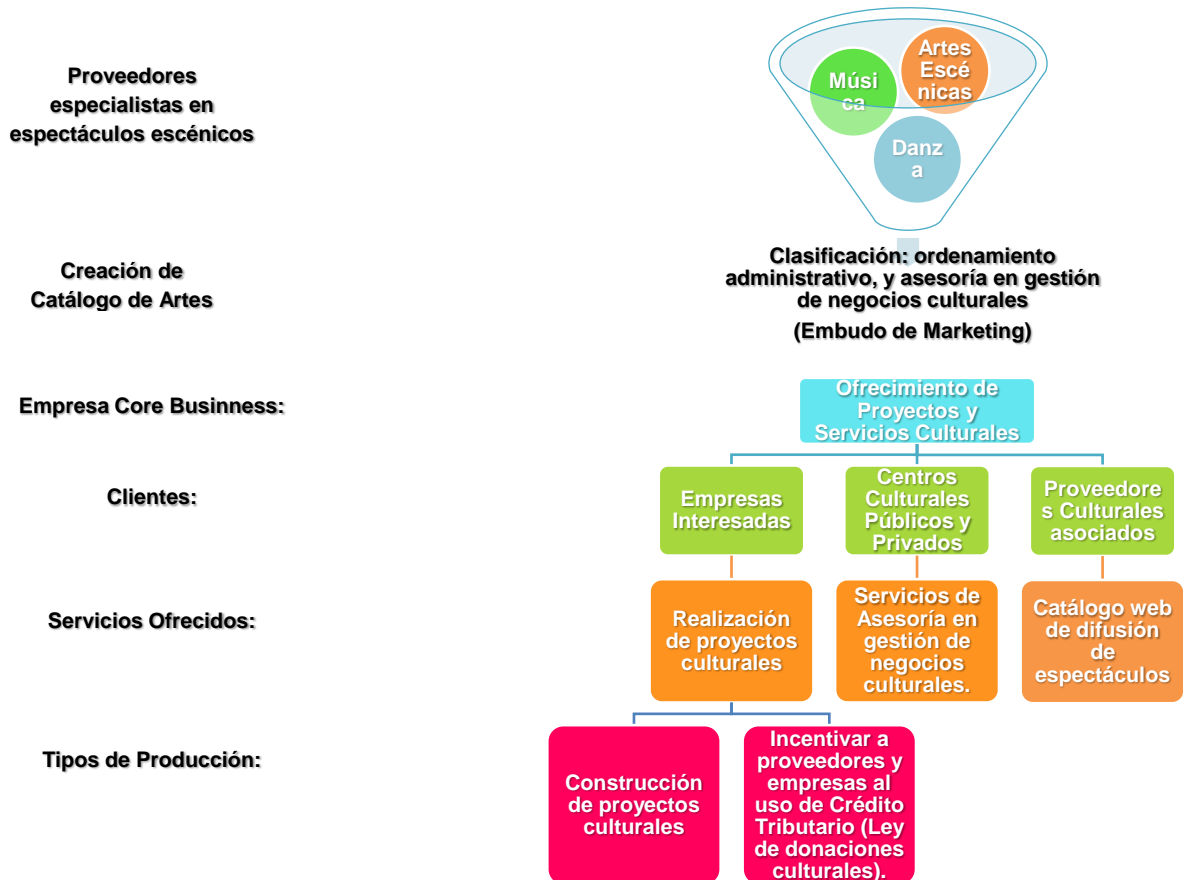 Proveedores
especialistas en
espectáculos escénicos
Artes
Escé
nicas
Músi
ca
Danz
a
Creación de
Catálogo de Artes
Clasificación: ordenamiento
administrativo, y asesoría en gestión
de negocios culturales
(Embudo de Marketing)
Empresa Core Businness:
Ofrecimiento de
Proyectos y
Servicios Culturales
Clientes:
Empresas
Interesadas
Centros
Culturales
Públicos y
Privados
Proveedore
s Culturales
asociados
Servicios Ofrecidos:
Realización
de proyectos
culturales
Servicios de
Asesoría en
gestión de
negocios
culturales.
Catálogo web
de difusión
de
espectáculos
Tipos de Producción:
Construcción
de proyectos
culturales
Incentivar a
proveedores y
empresas al
uso de Crédito
Tributario (Ley
de donaciones
culturales).